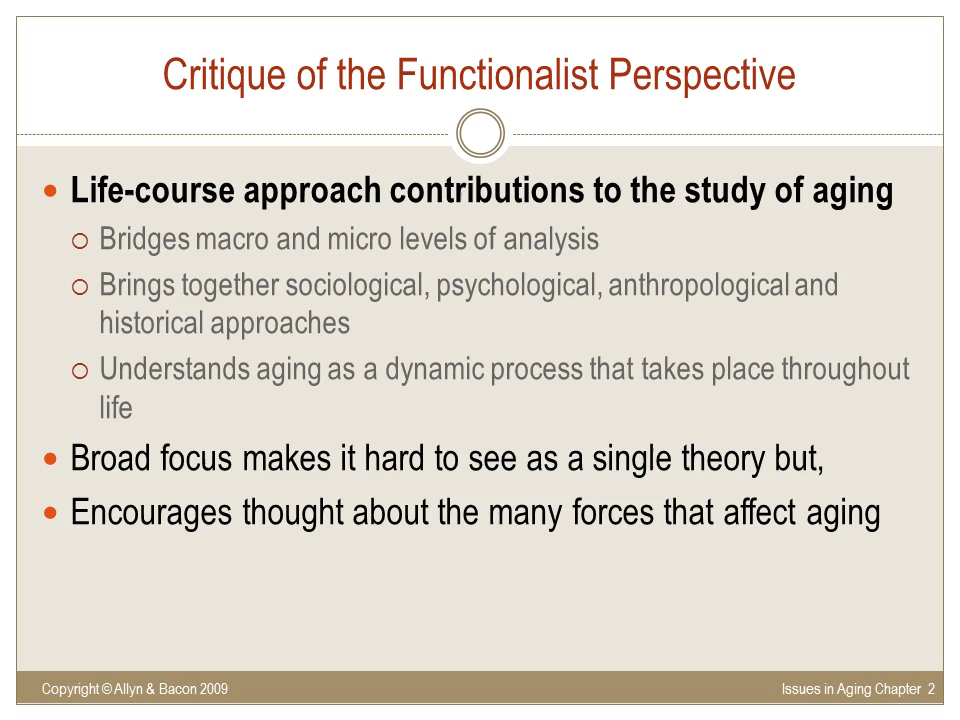 Critique of the Functionalist Perspective
Life-course approach contributions to the study of aging
Bridges macro and micro levels of analysis
Brings together sociological, psychological, anthropological and
historical approaches
Understands aging as a dynamic process that takes place throughout
life
Broad focus makes it hard to see as a single theory but,
Encourages thought about the many forces that affect aging
Copyright © Allyn & Bacon 2009
Issues in Aging Chapter 2